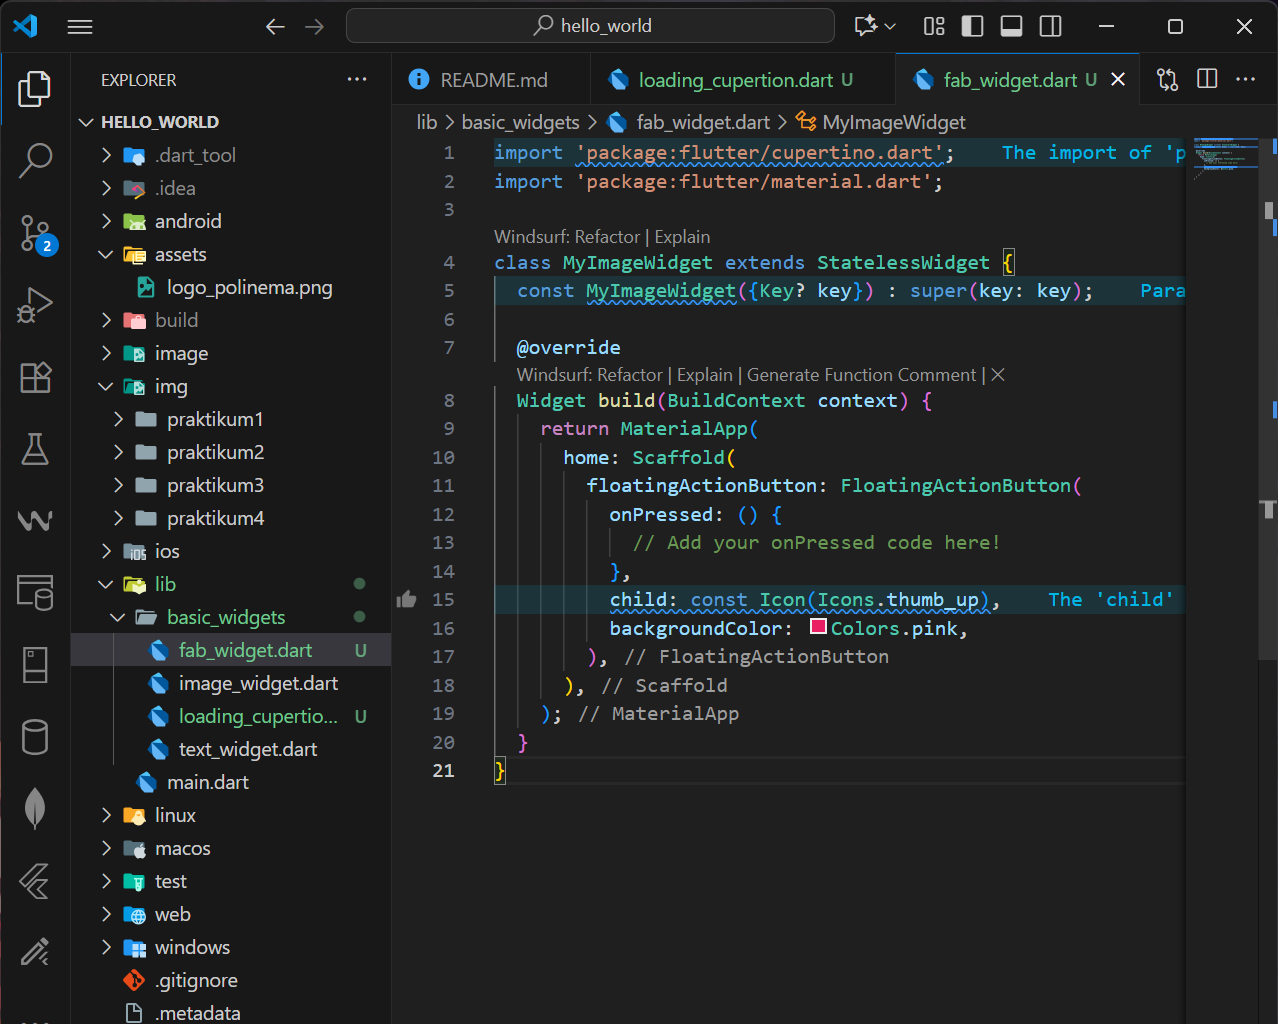 hello_world
EXPLORER
README.md
loading_cupertion.dart U
fab_widget.dart U
HELLO_WORLD
.dart_tool
.idea
android
assets
logo_polinema.png
build
image
img
praktikum1
praktikum2
praktikum3
praktikum4
ios
lib
basic_widgets
fab_widget.dart U
image_widget.dart
loading_cupertio... U
text_widget.dart
main.dart
linux
macos
test
web
windows
.gitignore
.metadata
2
lib > basic_widgets > fab_widget.dart > MyImageWidget
1 import 'package:flutter/cupertino.dart'; The import of 'p
2 import 'package:flutter/material.dart';
3
Windsurf: Refactor | Explain
4 class MyImageWidget extends StatelessWidget {
5 const MyImageWidget({Key? key}) : super(key: key); Para
6
7 @override
Windsurf: Refactor | Explain | Generate Function Comment | ×
8 Widget build(BuildContext context) {
9 return MaterialApp(
10 home: Scaffold(
11 floatingActionButton: FloatingActionButton(
12 onPressed: () {
13 // Add your onPressed code here!
14 },
15 child: const Icon(Icons.thumb_up), The 'child'
16 backgroundColor: Colors.pink,
17 ), // FloatingActionButton
18 ), // Scaffold
19 ); // MaterialApp
20 }
21 }